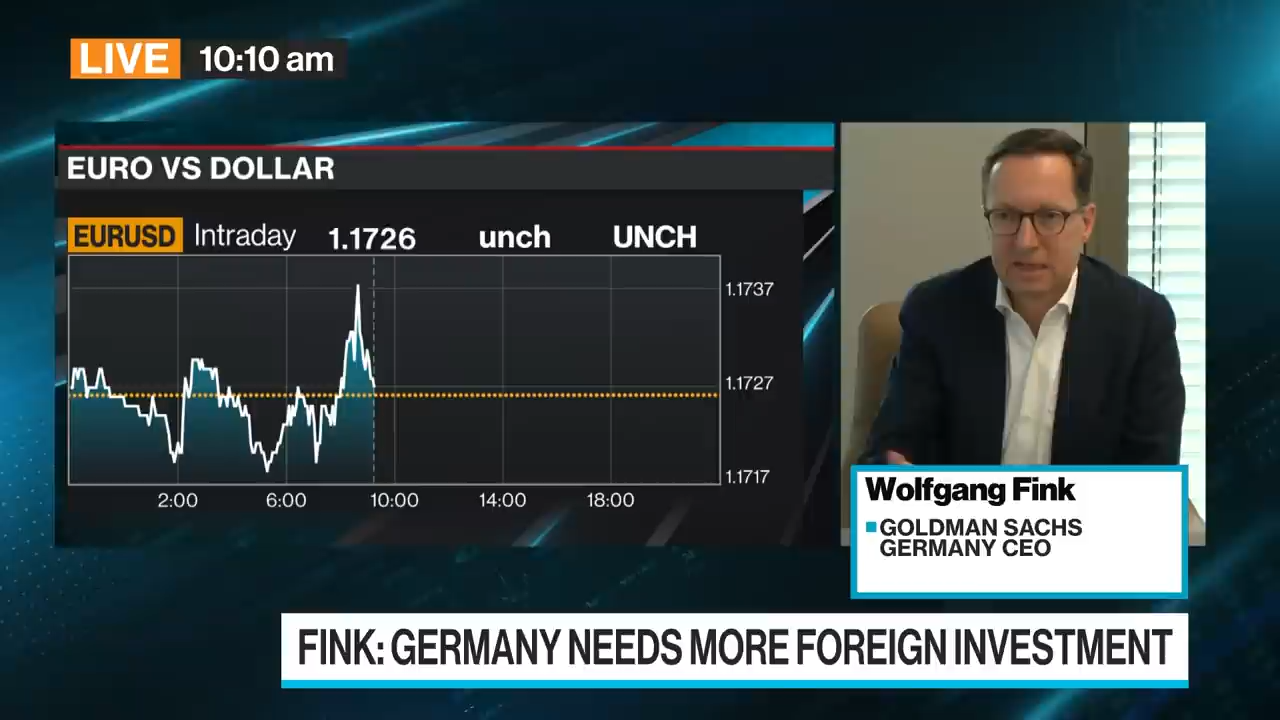 LIVE 10:10 am
EURO VS DOLLAR
EURUSD Intraday 1.1726 unch UNCH
1.1737
1.1727
1.1717
2:00 6:00 10:00 14:00 18:00
Wolfgang Fink
GOLDMAN SACHS
GERMANY CEO
FINK: GERMANY NEEDS MORE FOREIGN INVESTMENT